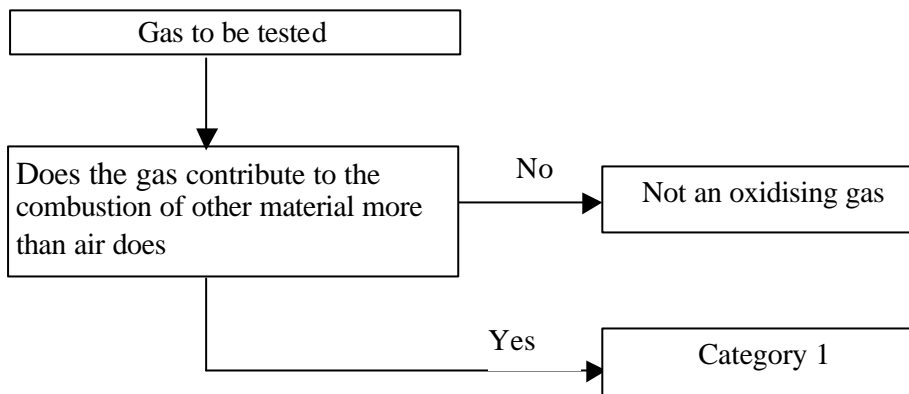 Gas to be tested
Does the gas contribute to the
combustion of other material more
than air does
No
Not an oxidising gas
Yes
Category 1